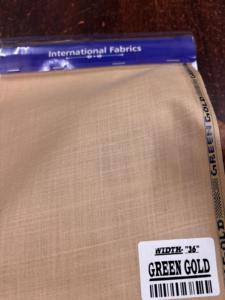 International Fabrics
GREEN GOLD
WIDTH- "36"
GREEN GOLD